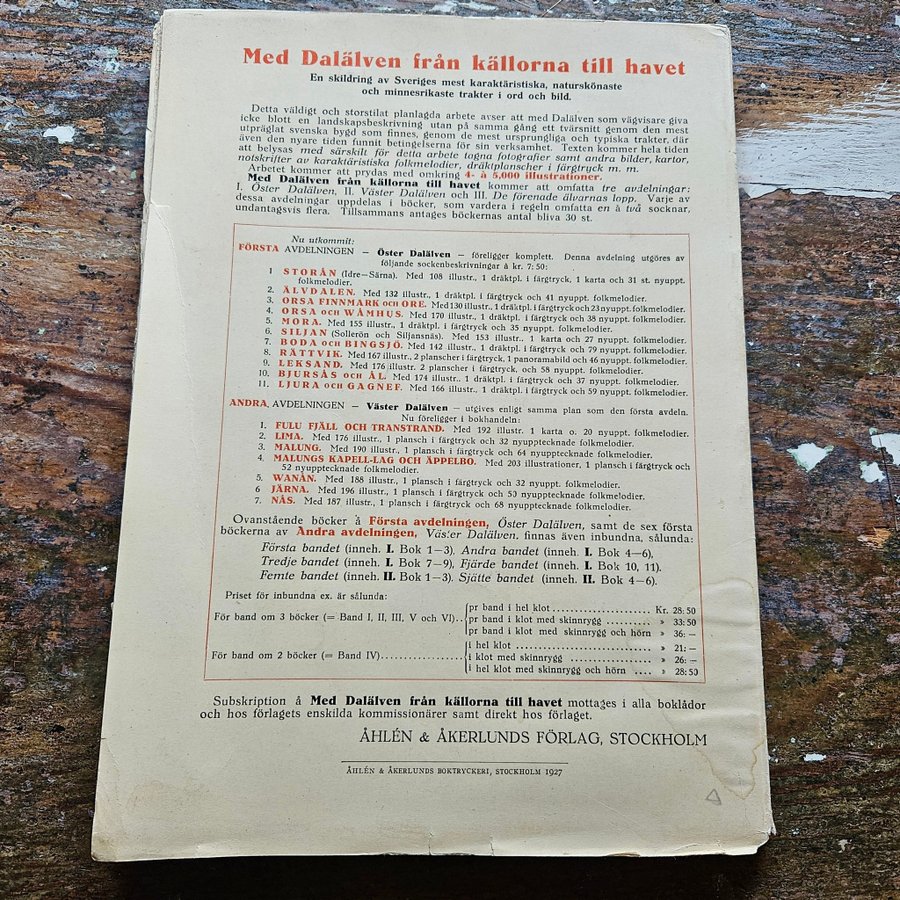 Med Dalälven från källorna till havet
En skildring av Sveriges mest karaktäristiska, naturskönaste
och minnesrikaste trakter i ord och bild.
Detta väldigt och storstilat planlagda arbete avser att med Dalälven som vägvisare giva
icke blott en landskapsbeskrivning utan på samma gång ett tvärsnitt genom den mest
utpräglat svenska bygd som finnes, genom de mest ursprungliga och typiska trakter, där
även den nyare tiden funnit betingelserna för sin verksamhet. Texten kommer hela tiden
att belysas med särskilt för detta arbete tagna fotografier samt andra bilder, kartor,
notskrifter av karaktäristiska folkmelodier, dräktplanscher i färgtryck m. m.
Arbetet kommer att prydas med omkring 4- à 5,000 illustrationer.
Med Dalälven från källorna till havet kommer att omfatta tre avdelningar:
I. Öster Dalälven, II. Väster Dalälven och III. De förenade älvarnas lopp. Varje av
dessa avdelningar uppdelas i böcker, som vardera i regeln omfatta en à två socknar,
undantagsvis flera. Tillsammans antages böckernas antal bliva 30 st.
Nu utkommit:
FÖRSTA AVDELNINGEN – Öster Dalälven – föreligger komplett. Denna avdelning utgöres av
följande sockenbeskrivningar à kr. 7:50:
1 STORÅN (Idre–Särna). Med 108 illustr., 1 dräktpl. i färgtryck, 1 karta och 31 st. nyuppt.
folkmelodier.
2. ÄLVDALEN. Med 132 illustr., 1 dräktpl. i färgtryck och 41 nyuppt. folkmelodier.
3. ORSA FINNMARK och ORE. Med 130 illustr., 1 dräktpl. i färgtryck och 23 nyuppt. folkmelodier.
4. ORSA och WÅMHUS. Med 170 illustr., 1 dräktpl. i färgtryck och 38 nyuppt. folkmelodier.
5. MORA. Med 155 illustr., 1 dräktpl. i färgtryck och 35 nyuppt. folkmelodier.
6. SILJAN (Sollerön och Siljansnäs). Med 153 illustr., 1 karta och 27 nyuppt. folkmelodier.
7. BODA och BINGSJÖ. Med 142 illustr., 1 dräktpl. i färgtryck och 79 nyuppt. folkmelodier.
8. RÄTTVIK. Med 167 illustr., 2 planscher i färgtryck, 1 panoramabild och 46 nyuppt. folkmelodier.
9. LEKSAND. Med 176 illustr. 2 planscher i färgtryck, och 58 nyuppt. folkmelodier.
10. BJURSÅS och ÅL. Med 174 illustr., 1 dräktpl. i färgtryck och 37 nyuppt. folkmelodier.
11. LJURA och GAGNEF. Med 166 illustr., 1 dräktpl. i färgtryck och 59 nyuppt. folkmelodier.
ANDRA AVDELNINGEN – Väster Dalälven – utgives enligt samma plan som den första avdeln.
Nu föreligger i bokhandeln:
1. FULU FJÄLL OCH TRANSTRAND. Med 192 illustr. 1 karta o. 20 nyuppt. folkmelodier.
2. LIMA. Med 176 illustr., 1 plansch i färgtryck och 32 nyupptecknade folkmelodier.
3. MALUNG. Med 190 illustr., 1 plansch i färgtryck och 64 nyupptecknade folkmelodier.
4. MALUNGS KAPELL-LAG OCH ÄPPELBO. Med 203 illustrationer, 1 plansch i färgtryck och
52 nyupptecknade folkmelodier.
5. WANÅN. Med 188 illustr., 1 plansch i färgtryck och 32 nyuppt. folkmelodier.
6 JÄRNA. Med 196 illustr., 1 plansch i färgtryck och 50 nyupptecknade folkmelodier.
7. NÅS. Med 187 illustr., 1 plansch i färgtryck och 68 nyupptecknade folkmelodier.
Ovanstående böcker å Första avdelningen, Öster Dalälven, samt de sex första
böckerna av Andra avdelningen, Väster Dalälven. finnas även inbundna, sålunda:
Första bandet (inneh. I. Bok 1–3), Andra bandet (inneh. I. Bok 4–6),
Tredje bandet (inneh. I. Bok 7–9), Fjärde bandet (inneh. I. Bok 10, 11).
Femte bandet (inneh. II. Bok 1–3). Sjätte bandet (inneh. II. Bok 4–6).
Priset för inbundna ex. är sålunda:
För band om 3 böcker (= Band I, II, III, V och VI)..
pr band i hel klot ...................... Kr. 28:50
pr band i klot med skinnrygg .......... » 33:50
pr band i klot med skinnrygg och hörn » 36: –
För band om 2 böcker (= Band IV)..................
i hel klot ............................... » 21: –
i klot med skinnrygg .................... » 26: –
i klot med skinnrygg och hörn .... » 28:50
Subskription å Med Dalälven från källorna till havet mottages i alla boklådor
och hos förlagets enskilda kommissionärer samt direkt hos förlaget.
ÅHLÉN & ÅKERLUNDS FÖRLAG, STOCKHOLM
ÅHLÉN & ÅKERLUNDS BOKTRYCKERI, STOCKHOLM 1927